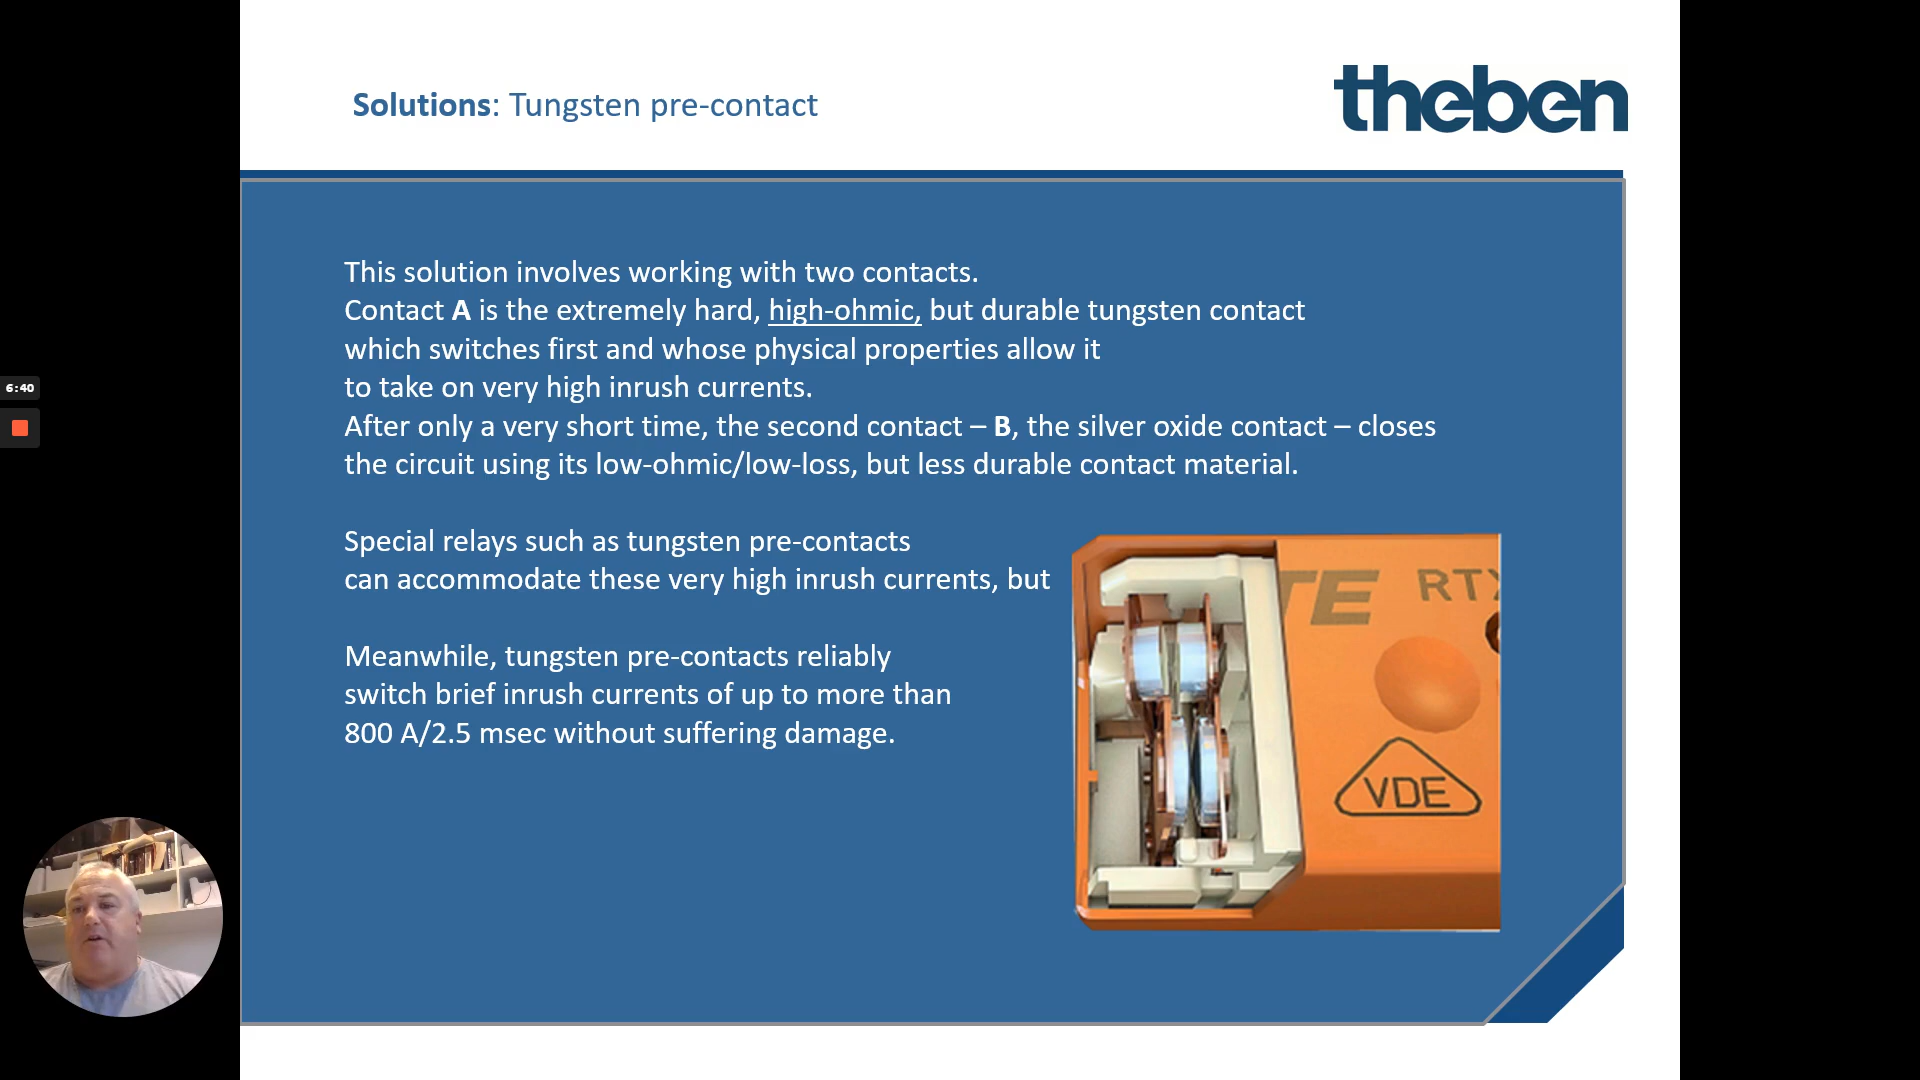 Solutions: Tungsten pre-contact
theben
This solution involves working with two contacts.
Contact A is the extremely hard, high-ohmic, but durable tungsten contact
which switches first and whose physical properties allow it
to take on very high inrush currents.
6:40
After only a very short time, the second contact – B, the silver oxide contact – closes
the circuit using its low-ohmic/low-loss, but less durable contact material.
Special relays such as tungsten pre-contacts
can accommodate these very high inrush currents, but
Meanwhile, tungsten pre-contacts reliably
switch brief inrush currents of up to more than
800 A/2.5 msec without suffering damage.
TE RTX
VDE